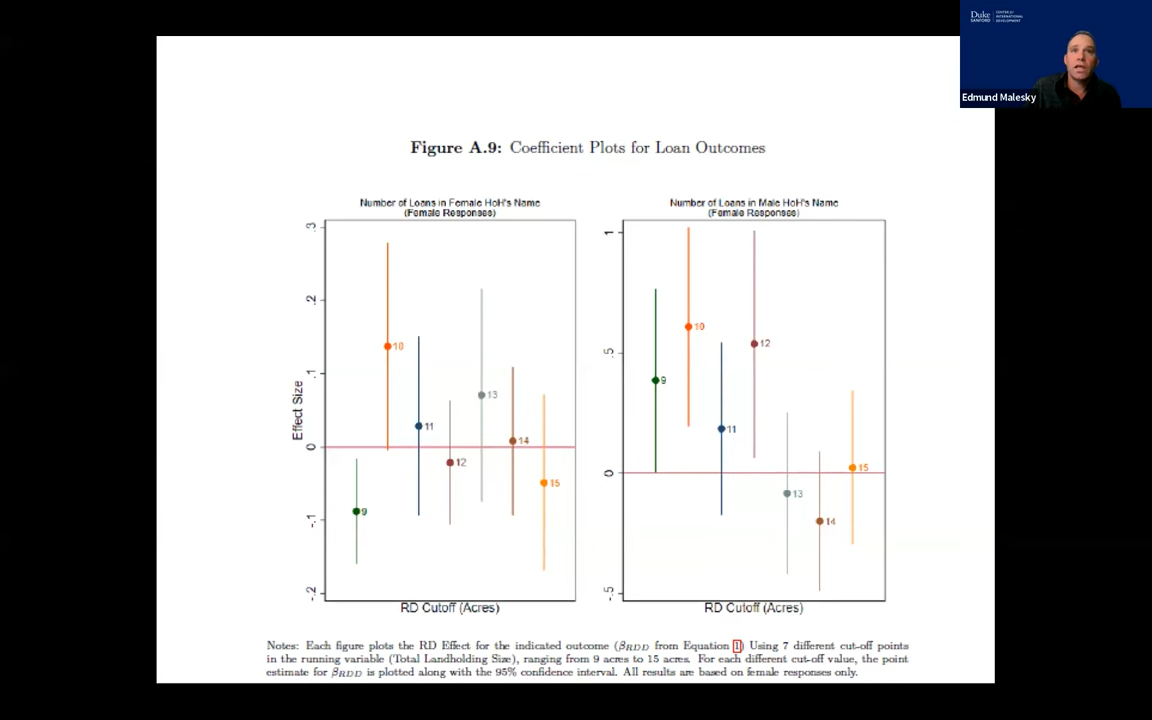 Duke
SANFORD
CENTER for
INTERNATIONAL
DEVELOPMENT
Edmund Malesky
Figure A.9: Coefficient Plots for Loan Outcomes
Number of Loans in Female HoH's Name
(Female Responses)
.3
.2
.1
0
-.1
-.2
Effect Size
9
10
11
12
13
14
15
RD Cutoff (Acres)
Number of Loans in Male HoH's Name
(Female Responses)
1
.5
0
-.5
9
10
11
12
13
14
15
RD Cutoff (Acres)
Notes: Each figure plots the RD Effect for the indicated outcome (βRDD from Equation 1) Using 7 different cut-off points
in the running variable (Total Landholding Size), ranging from 9 acres to 15 acres. For each different cut-off value, the point
estimate for βRDD is plotted along with the 95% confidence interval. All results are based on female responses only.